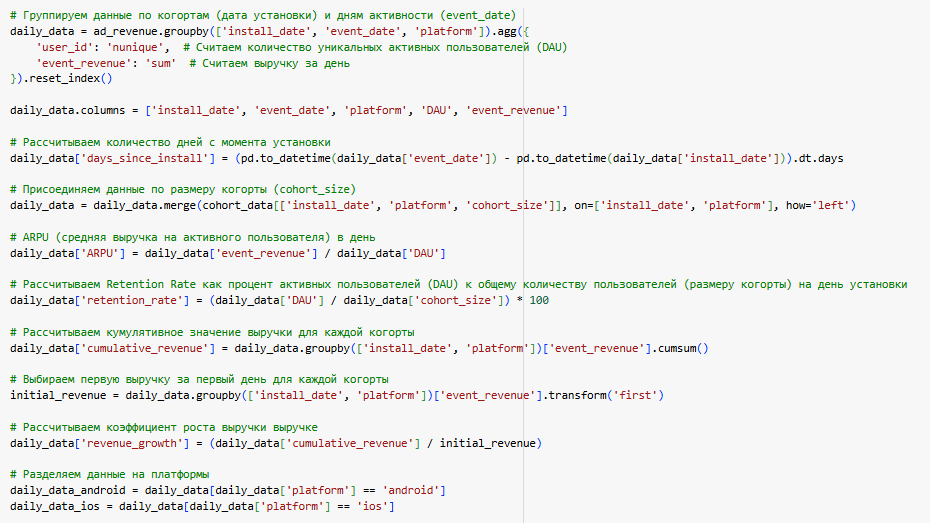 # Группируем данные по когортам (дата установки) и дням активности (event_date)
daily_data = ad_revenue.groupby(['install_date', 'event_date', 'platform']).agg({
    'user_id': 'nunique',  # Считаем количество уникальных активных пользователей (DAU)
    'event_revenue': 'sum'  # Считаем выручку за день
}).reset_index()

daily_data.columns = ['install_date', 'event_date', 'platform', 'DAU', 'event_revenue']

# Рассчитываем количество дней с момента установки
daily_data['days_since_install'] = (pd.to_datetime(daily_data['event_date']) - pd.to_datetime(daily_data['install_date'])).dt.days

# Присоединяем данные по размеру когорты (cohort_size)
daily_data = daily_data.merge(cohort_data[['install_date', 'platform', 'cohort_size']], on=['install_date', 'platform'], how='left')

# ARPU (средняя выручка на активного пользователя) в день
daily_data['ARPU'] = daily_data['event_revenue'] / daily_data['DAU']

# Рассчитываем Retention Rate как процент активных пользователей (DAU) к общему количеству пользователей (размеру когорты) на день установки
daily_data['retention_rate'] = (daily_data['DAU'] / daily_data['cohort_size']) * 100

# Рассчитываем кумулятивное значение выручки для каждой когорты
daily_data['cumulative_revenue'] = daily_data.groupby(['install_date', 'platform'])['event_revenue'].cumsum()

# Выбираем первую выручку за первый день для каждой когорты
initial_revenue = daily_data.groupby(['install_date', 'platform'])['event_revenue'].transform('first')

# Рассчитываем коэффициент роста выручки выручке
daily_data['revenue_growth'] = (daily_data['cumulative_revenue'] / initial_revenue)

# Разделяем данные на платформы
daily_data_android = daily_data[daily_data['platform'] == 'android']
daily_data_ios = daily_data[daily_data['platform'] == 'ios']